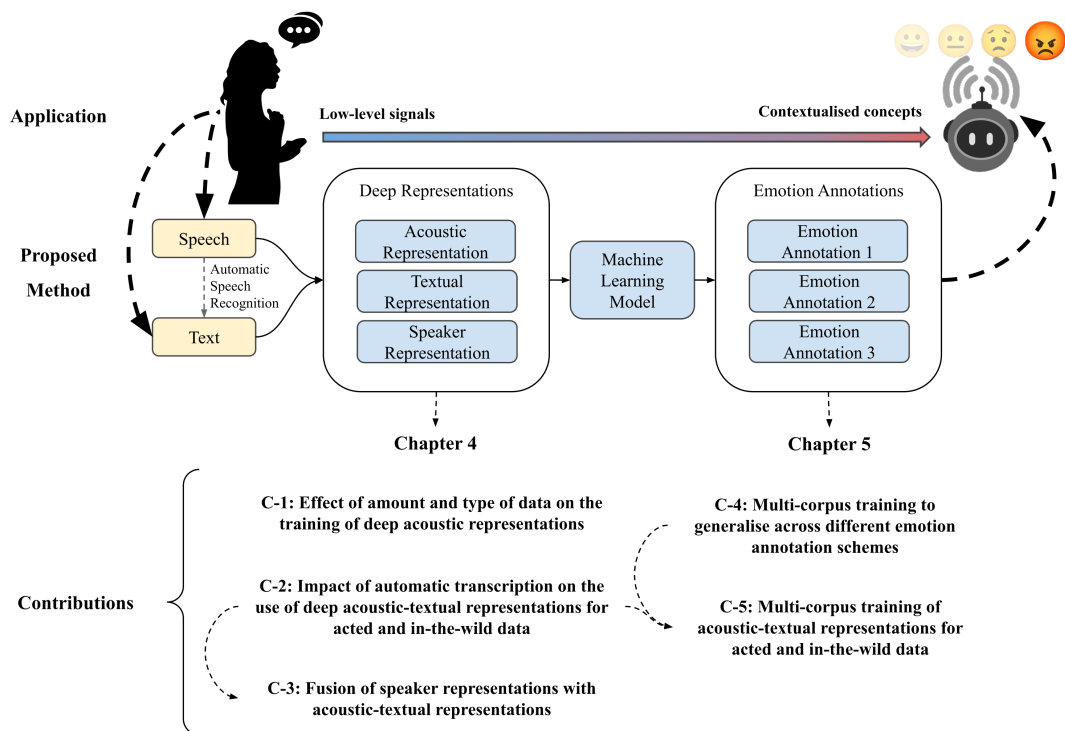 Application
Low-level signals
Contextualised concepts
Proposed
Method
Speech
Automatic
Speech
Recognition
Text
Deep Representations
Acoustic
Representation
Textual
Representation
Speaker
Representation
Machine
Learning
Model
Emotion Annotations
Emotion
Annotation 1
Emotion
Annotation 2
Emotion
Annotation 3
Chapter 4
Chapter 5
Contributions
C-1: Effect of amount and type of data on the
training of deep acoustic representations
C-2: Impact of automatic transcription on the
use of deep acoustic-textual representations for
acted and in-the-wild data
C-3: Fusion of speaker representations with
acoustic-textual representations
C-4: Multi-corpus training to
generalise across different emotion
annotation schemes
C-5: Multi-corpus training of
acoustic-textual representations for
acted and in-the-wild data